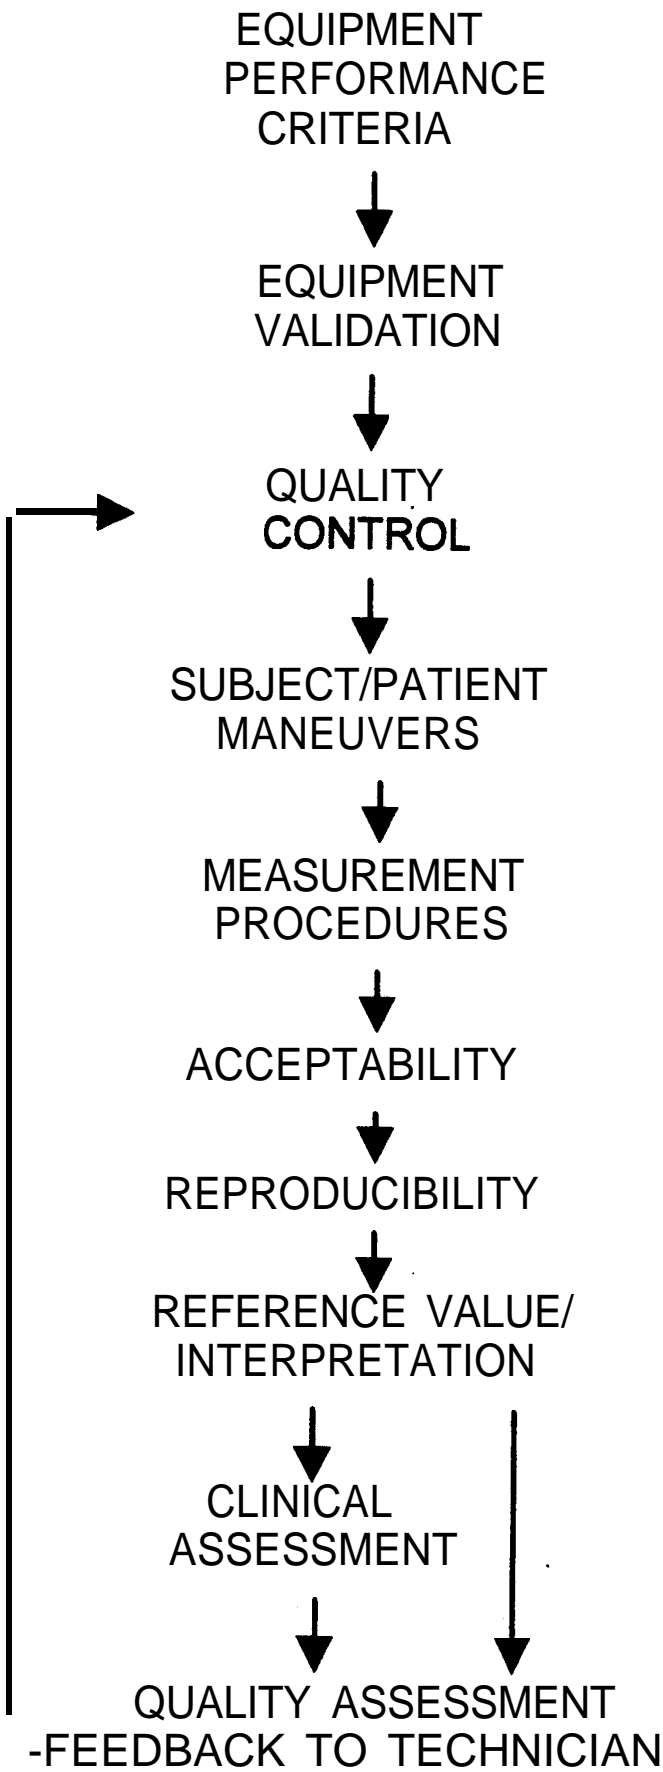 EQUIPMENT
PERFORMANCE
CRITERIA
EQUIPMENT
VALIDATION
QUALITY
CONTROL
SUBJECT/PATIENT
MANEUVERS
MEASUREMENT
PROCEDURES
ACCEPTABILITY
REPRODUCIBILITY
REFERENCE VALUE/
INTERPRETATION
CLINICAL
ASSESSMENT
QUALITY ASSESSMENT
-FEEDBACK TO TECHNICIAN